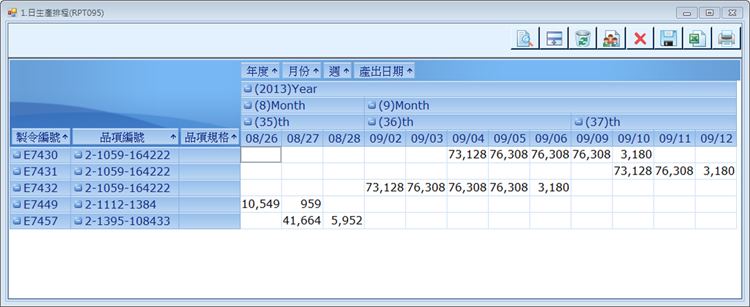 1.日生產排程(RPT095)
年度 月份 週 產出日期
(2013)Year
(8)Month (9)Month
(35)th (36)th (37)th
製令編號 品項編號 品項規格 08/26 08/27 08/28 09/02 09/03 09/04 09/05 09/06 09/09 09/10 09/11 09/12
E7430 2-1059-164222 73,128 76,308 76,308 76,308 3,180
E7431 2-1059-164222 73,128 76,308 3,180
E7432 2-1059-164222 73,128 76,308 76,308 76,308 3,180
E7449 2-1112-1384 10,549 959
E7457 2-1395-108433 41,664 5,952